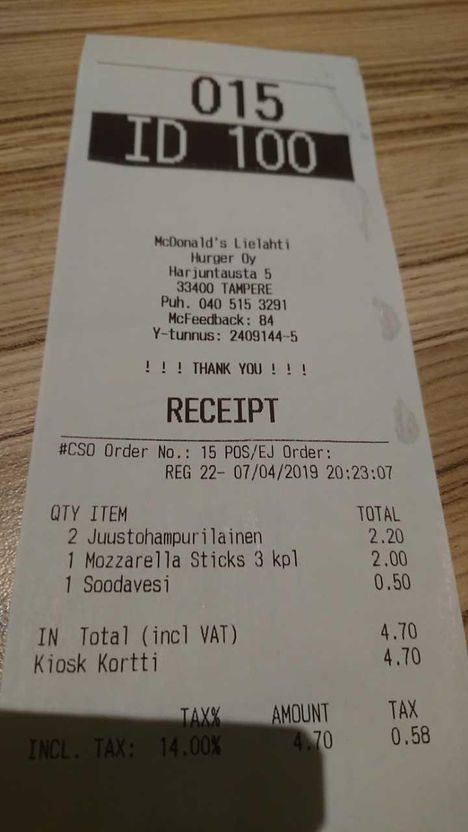 015
ID 100
McDonald's Lielahti
Hurger Oy
Harjuntausta 5
33400 TAMPERE
Puh. 040 515 3291
McFeedback: 84
Y-tunnus: 2409144-5
! ! ! THANK YOU ! ! !
RECEIPT
#CSO Order No.: 15 POS/EJ Order:
REG 22- 07/04/2019 20:23:07
QTY ITEM TOTAL
2 Juustohampurilainen 2.20
1 Mozzarella Sticks 3 kpl 2.00
1 Soodavesi 0.50
IN Total (incl VAT) 4.70
Kiosk Kortti 4.70
TAX% AMOUNT TAX
INCL. TAX: 14.00% 4.70 0.58